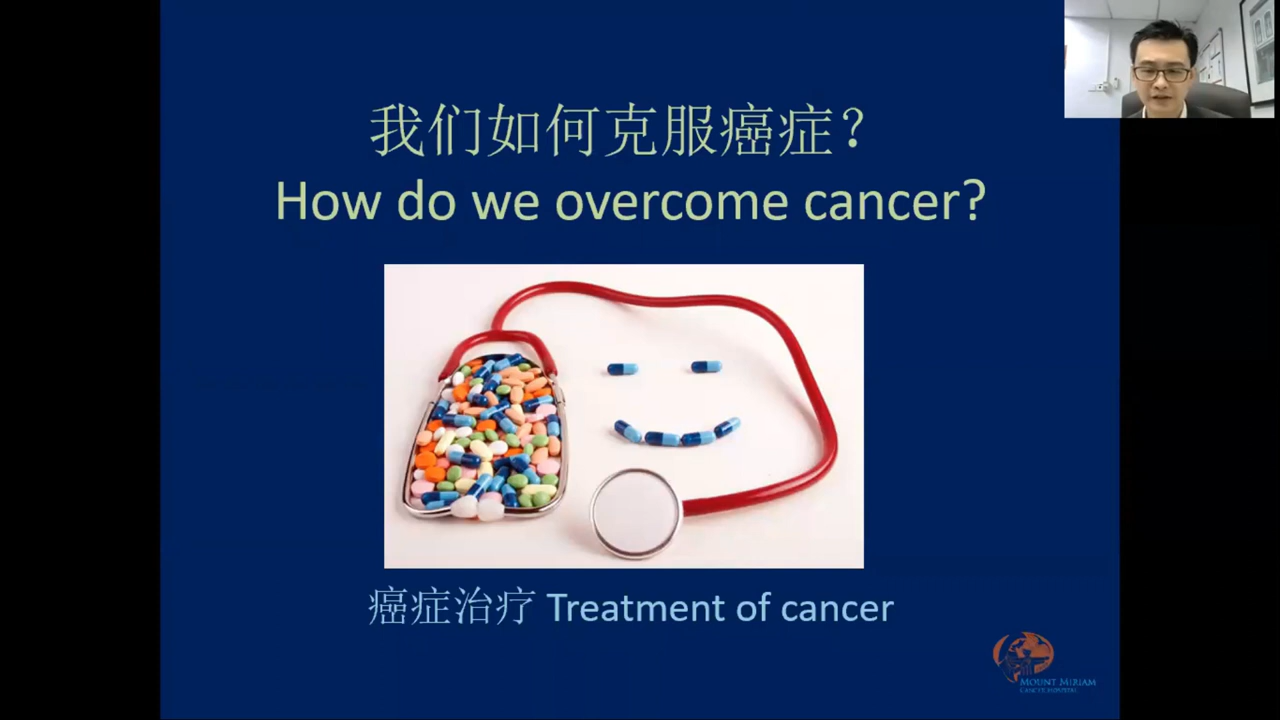 我们如何克服癌症？
How do we overcome cancer?
癌症治疗 Treatment of cancer
MOUNT MIRIAM
CANCER HOSPITAL